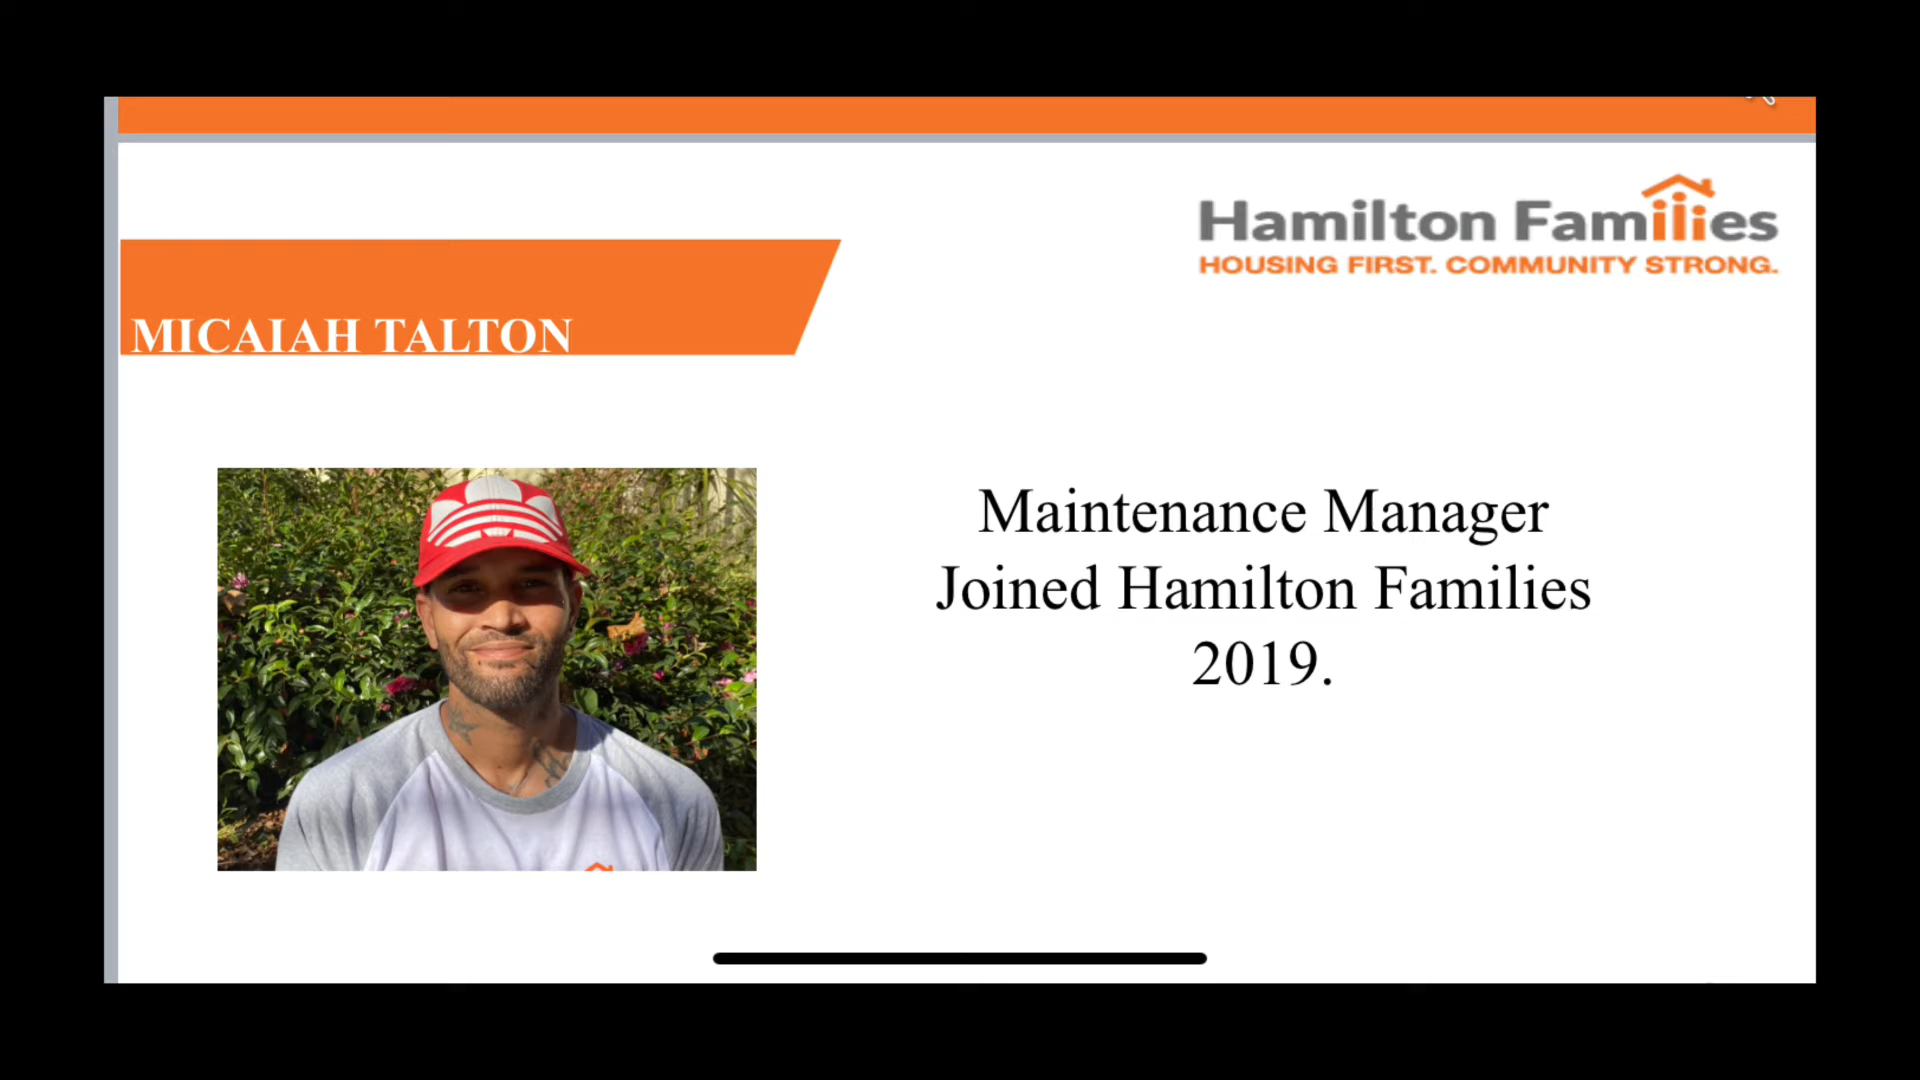 Hamilton Families
HOUSING FIRST. COMMUNITY STRONG.
MICAIAH TALTON
Maintenance Manager
Joined Hamilton Families
2019.